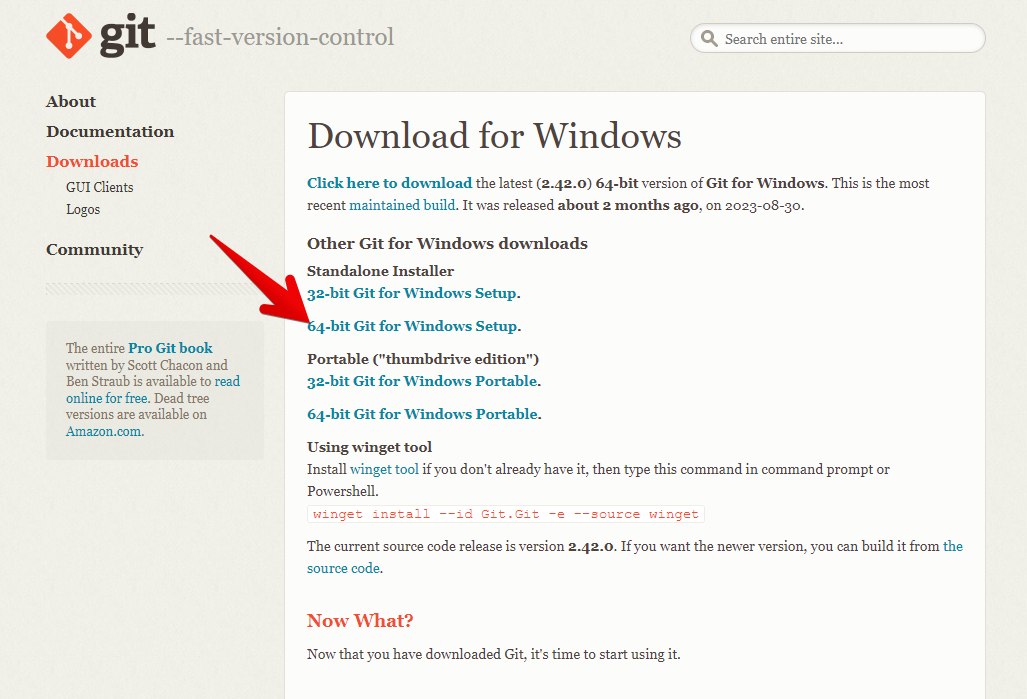 git --fast-version-control
Search entire site...
About
Documentation
Downloads
GUI Clients
Logos
Community
The entire Pro Git book
written by Scott Chacon and
Ben Straub is available to read
online for free. Dead tree
versions are available on
Amazon.com.
Download for Windows
Click here to download the latest (2.42.0) 64-bit version of Git for Windows. This is the most
recent maintained build. It was released about 2 months ago, on 2023-08-30.
Other Git for Windows downloads
Standalone Installer
32-bit Git for Windows Setup.
64-bit Git for Windows Setup.
Portable ("thumbdrive edition")
32-bit Git for Windows Portable.
64-bit Git for Windows Portable.
Using winget tool
Install winget tool if you don't already have it, then type this command in command prompt or
Powershell.
winget install --id Git.Git -e --source winget
The current source code release is version 2.42.0. If you want the newer version, you can build it from the
source code.
Now What?
Now that you have downloaded Git, it's time to start using it.